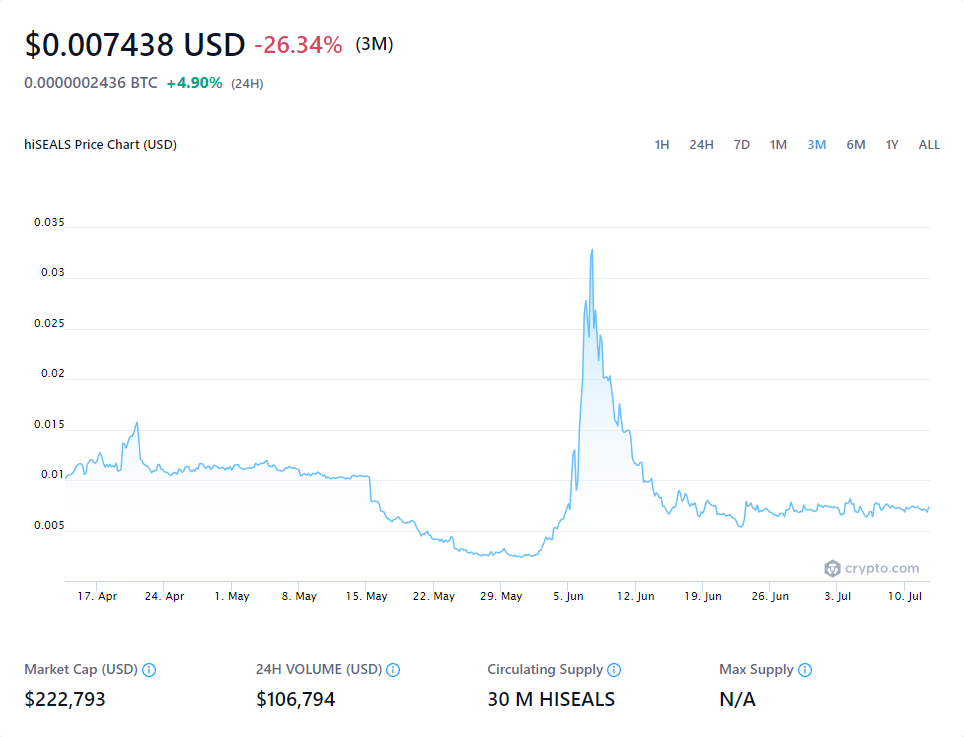 $0.007438 USD -26.34% (3M)
0.0000002436 BTC +4.90% (24H)
hiSEALS Price Chart (USD)
1H 24H 7D 1M 3M 6M 1Y ALL
0.035
0.03
0.025
0.02
0.015
0.01
0.005
crypto.com
17. Apr 24. Apr 1. May 8. May 15. May 22. May 29. May 5. Jun 12. Jun 19. Jun 26. Jun 3. Jul 10. Jul
Market Cap (USD) 24H VOLUME (USD) Circulating Supply Max Supply
$222,793 $106,794 30 M HISEALS N/A